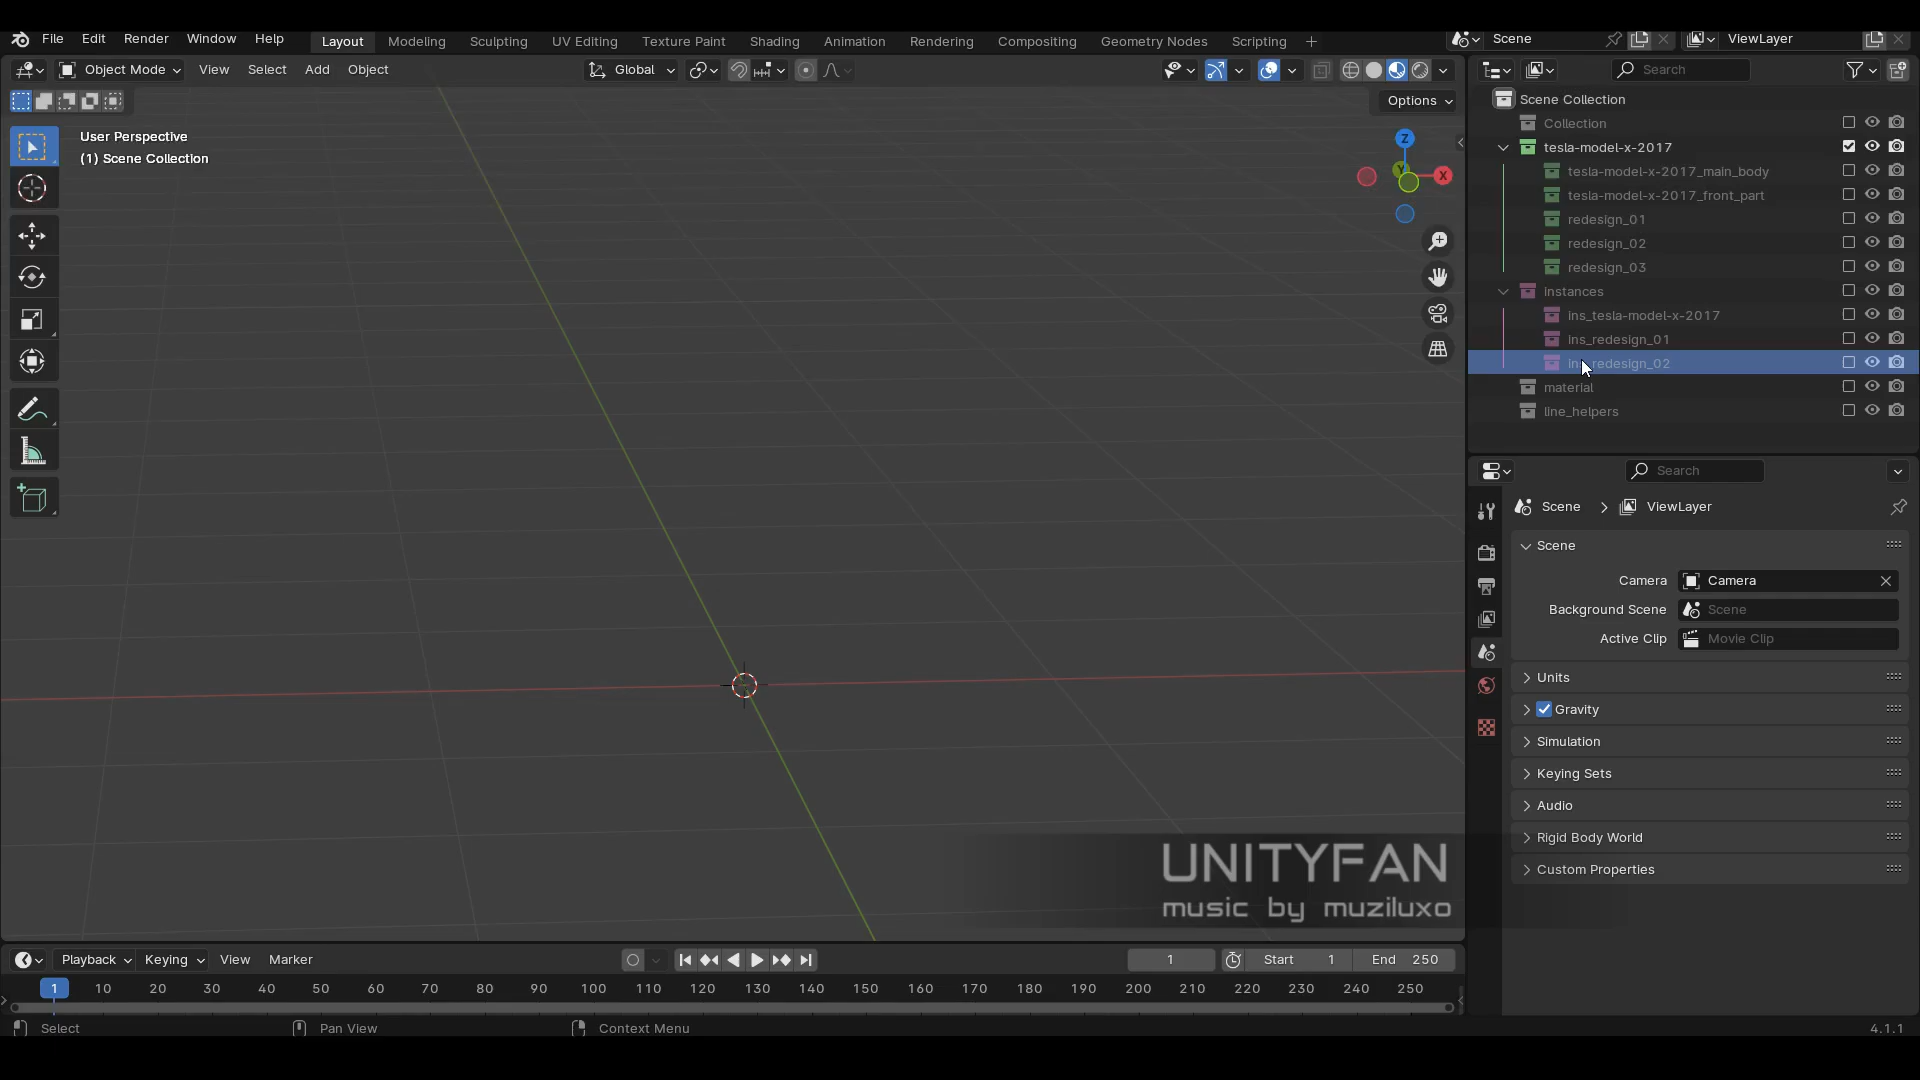 File Edit Render Window Help Layout Modeling Sculpting UV Editing Texture Paint Shading Animation Rendering Compositing Geometry Nodes Scripting + Scene ViewLayer
Object Mode View Select Add Object Global Search
Options
User Perspective
(1) Scene Collection
Z
Y
X
Scene Collection
Collection
tesla-model-x-2017
tesla-model-x-2017_main_body
tesla-model-x-2017_front_part
redesign_01
redesign_02
redesign_03
instances
ins_tesla-model-x-2017
ins_redesign_01
ins_redesign_02
material
line_helpers
Search
Scene > ViewLayer
Scene
Camera Camera
Background Scene Scene
Active Clip Movie Clip
Units
Gravity
Simulation
Keying Sets
Audio
Rigid Body World
Custom Properties
UNITYFAN
music by muziluxo
Playback Keying View Marker 1 Start 1 End 250
1 10 20 30 40 50 60 70 80 90 100 110 120 130 140 150 160 170 180 190 200 210 220 230 240 250
Select Pan View Context Menu 4.1.1